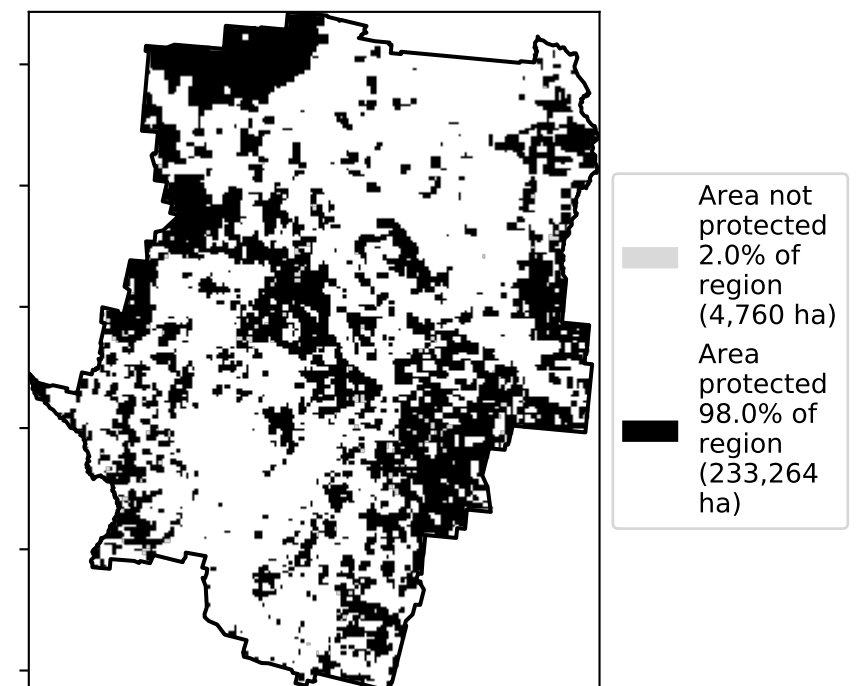 Area not
protected
2.0% of
region
(4,760 ha)
Area
protected
98.0% of
region
(233,264
ha)